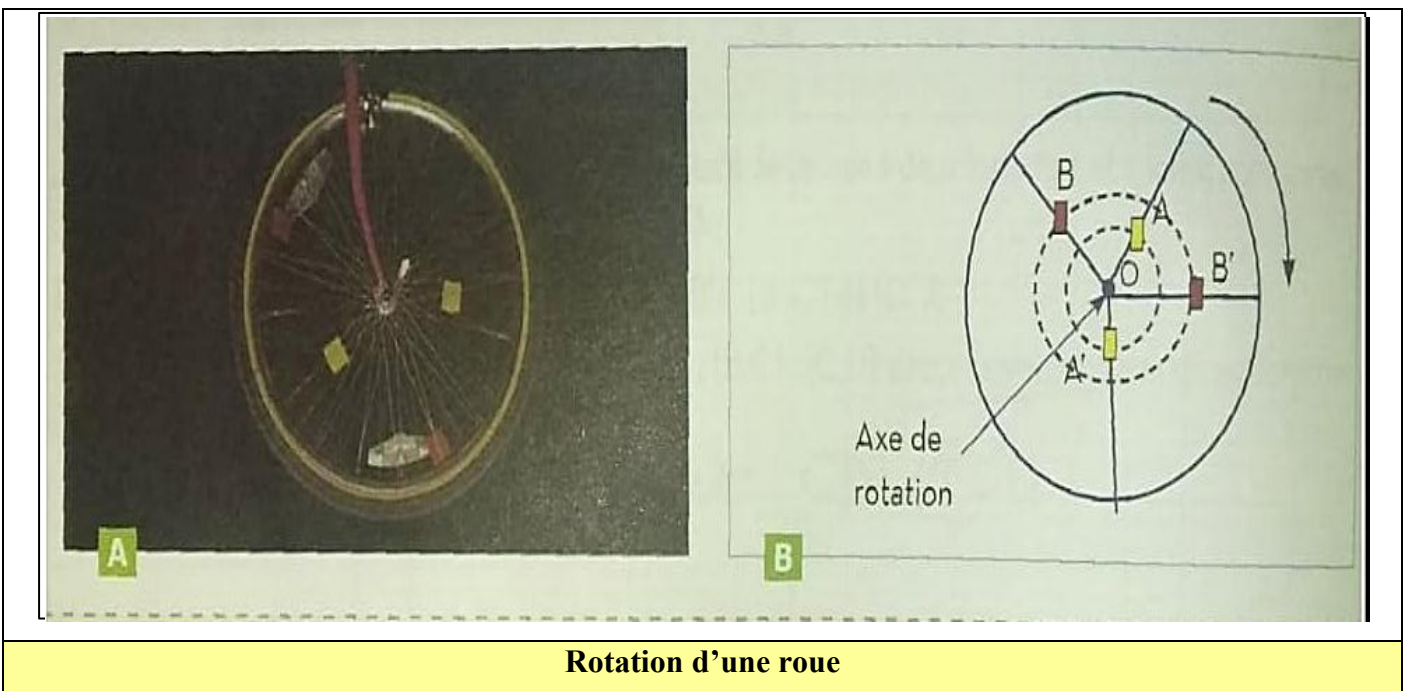 A
B
A
O
B'
A'
Axe de
rotation
B
Rotation d’une roue